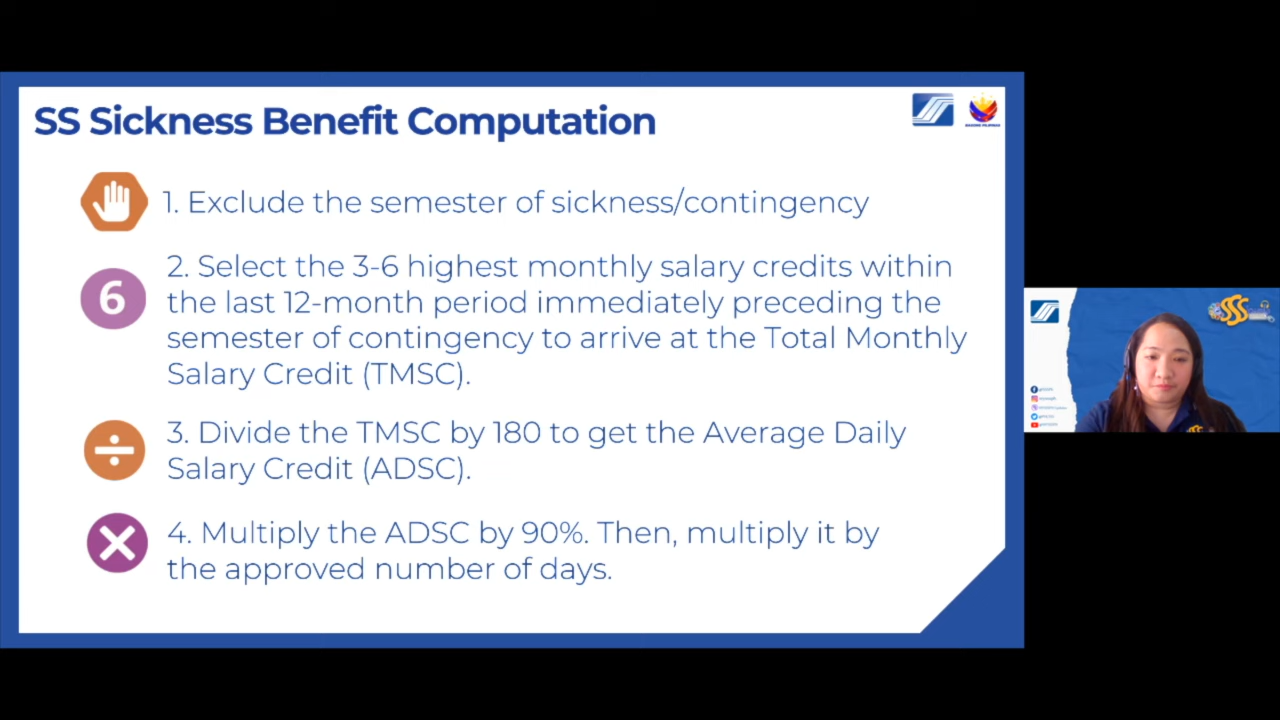 SS Sickness Benefit Computation
1. Exclude the semester of sickness/contingency
6
2. Select the 3-6 highest monthly salary credits within
the last 12-month period immediately preceding the
semester of contingency to arrive at the Total Monthly
Salary Credit (TMSC).
3. Divide the TMSC by 180 to get the Average Daily
Salary Credit (ADSC).
4. Multiply the ADSC by 90%. Then, multiply it by
the approved number of days.
SSS